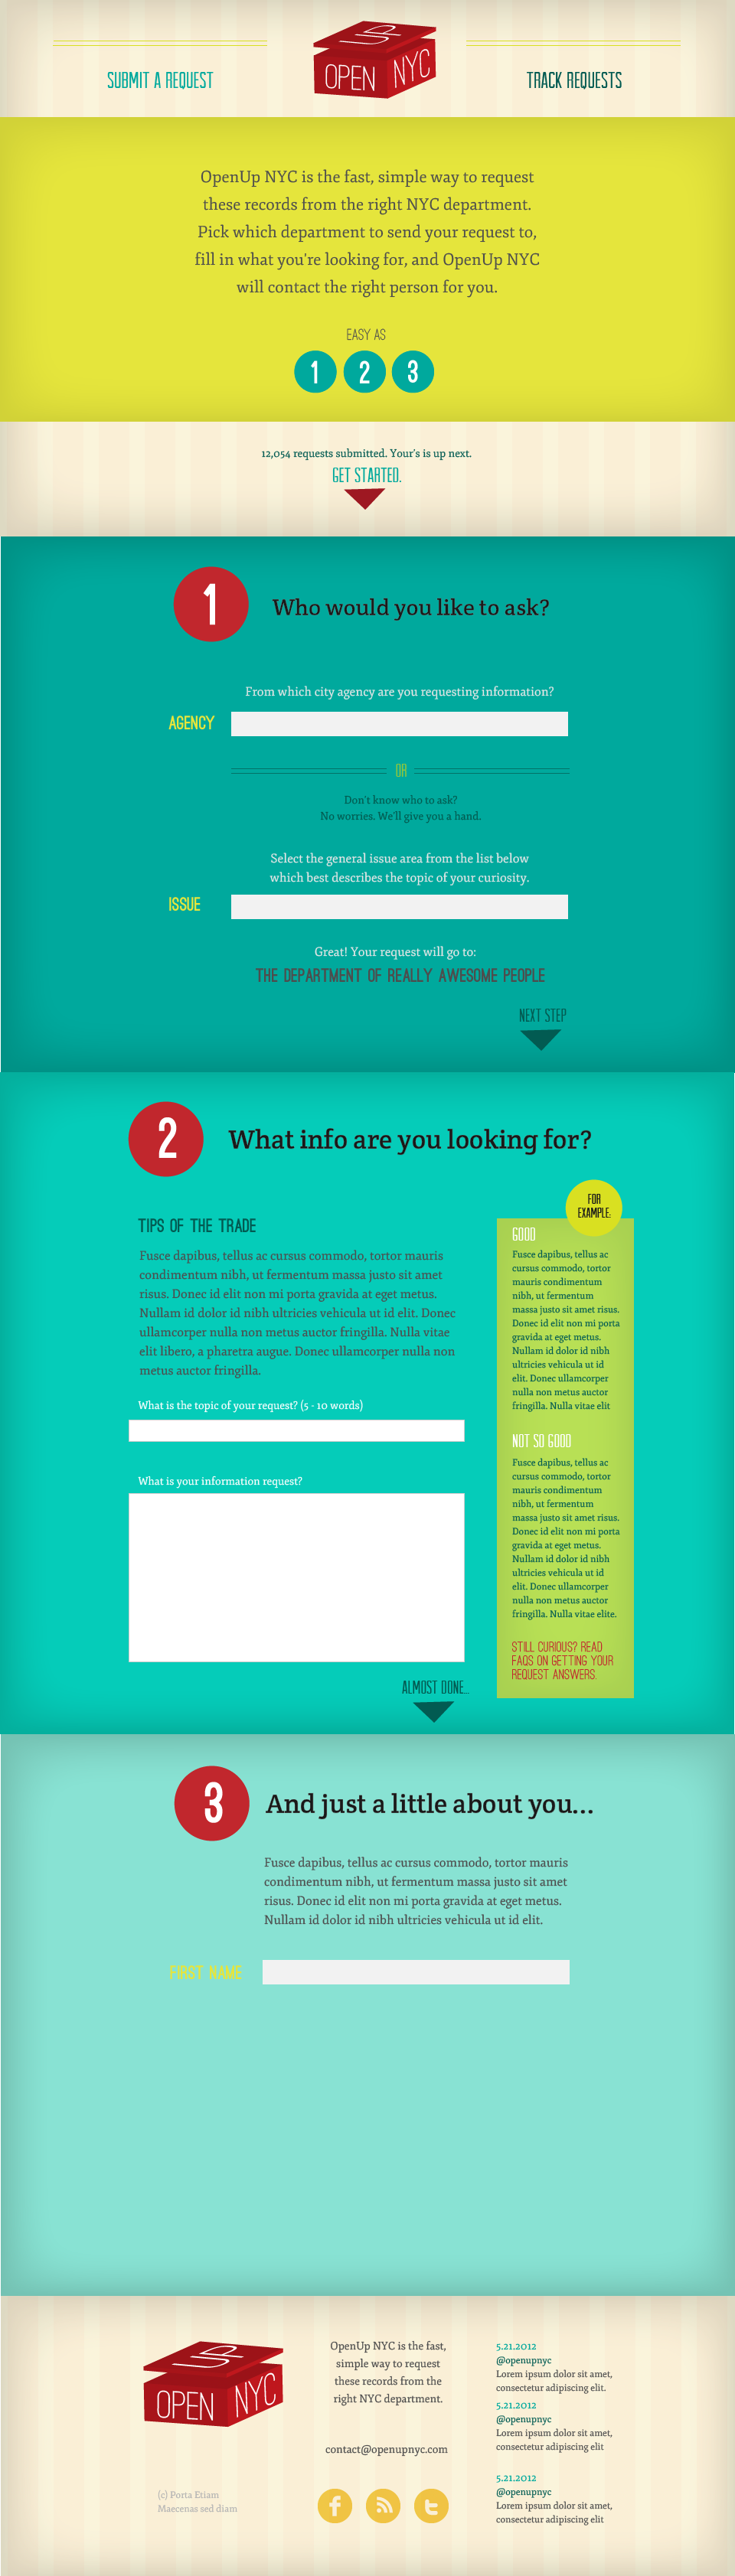 SUBMIT A REQUEST
UP
OPEN NYC
TRACK REQUESTS
OpenUp NYC is the fast, simple way to request
these records from the right NYC department.
Pick which department to send your request to,
fill in what you're looking for, and OpenUp NYC
will contact the right person for you.
EASY AS
1 2 3
12,054 requests submitted. Your's is up next.
GET STARTED.
1 Who would you like to ask?
From which city agency are you requesting information?
AGENCY
OR
Don't know who to ask?
No worries. We'll give you a hand.
Select the general issue area from the list below
which best describes the topic of your curiosity.
ISSUE
Great! Your request will go to:
THE DEPARTMENT OF REALLY AWESOME PEOPLE
NEXT STEP
2 What info are you looking for?
TIPS OF THE TRADE
Fusce dapibus, tellus ac cursus commodo, tortor mauris
condimentum nibh, ut fermentum massa justo sit amet
risus. Donec id elit non mi porta gravida at eget metus.
Nullam id dolor id nibh ultricies vehicula ut id elit. Donec
ullamcorper nulla non metus auctor fringilla. Nulla vitae
elit libero, a pharetra augue. Donec ullamcorper nulla non
metus auctor fringilla.
What is the topic of your request? (5 - 10 words)
What is your information request?
ALMOST DONE...
FOR
EXAMPLE:
GOOD
Fusce dapibus, tellus ac
cursus commodo, tortor
mauris condimentum
nibh, ut fermentum
massa justo sit amet risus.
Donec id elit non mi porta
gravida at eget metus.
Nullam id dolor id nibh
ultricies vehicula ut id
elit. Donec ullamcorper
nulla non metus auctor
fringilla. Nulla vitae elit
NOT SO GOOD
Fusce dapibus, tellus ac
cursus commodo, tortor
mauris condimentum
nibh, ut fermentum
massa justo sit amet risus.
Donec id elit non mi porta
gravida at eget metus.
Nullam id dolor id nibh
ultricies vehicula ut id
elit. Donec ullamcorper
nulla non metus auctor
fringilla. Nulla vitae elite.
STILL CURIOUS? READ
FAQS ON GETTING YOUR
REQUEST ANSWERS.
3 And just a little about you...
Fusce dapibus, tellus ac cursus commodo, tortor mauris
condimentum nibh, ut fermentum massa justo sit amet
risus. Donec id elit non mi porta gravida at eget metus.
Nullam id dolor id nibh ultricies vehicula ut id elit.
FIRST NAME
UP
OPEN NYC
(c) Porta Etiam
Maecenas sed diam
OpenUp NYC is the fast,
simple way to request
these records from the
right NYC department.
contact@openupnyc.com
5.21.2012
@openupnyc
Lorem ipsum dolor sit amet,
consectetur adipiscing elit.
5.21.2012
@openupnyc
Lorem ipsum dolor sit amet,
consectetur adipiscing elit
5.21.2012
@openupnyc
Lorem ipsum dolor sit amet,
consectetur adipiscing elit